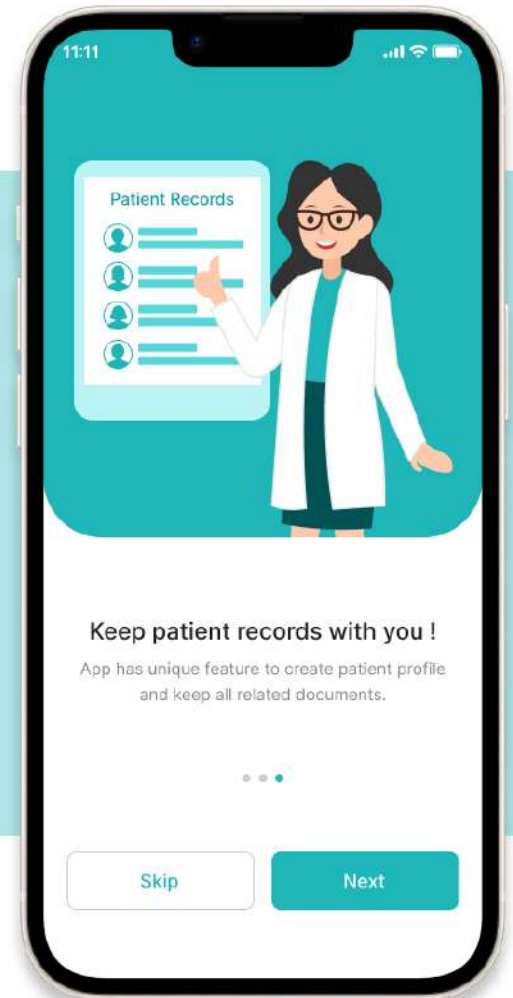 11:11
Patient Records
Keep patient records with you !
App has unique feature to create patient profile
and keep all related documents.
Skip
Next